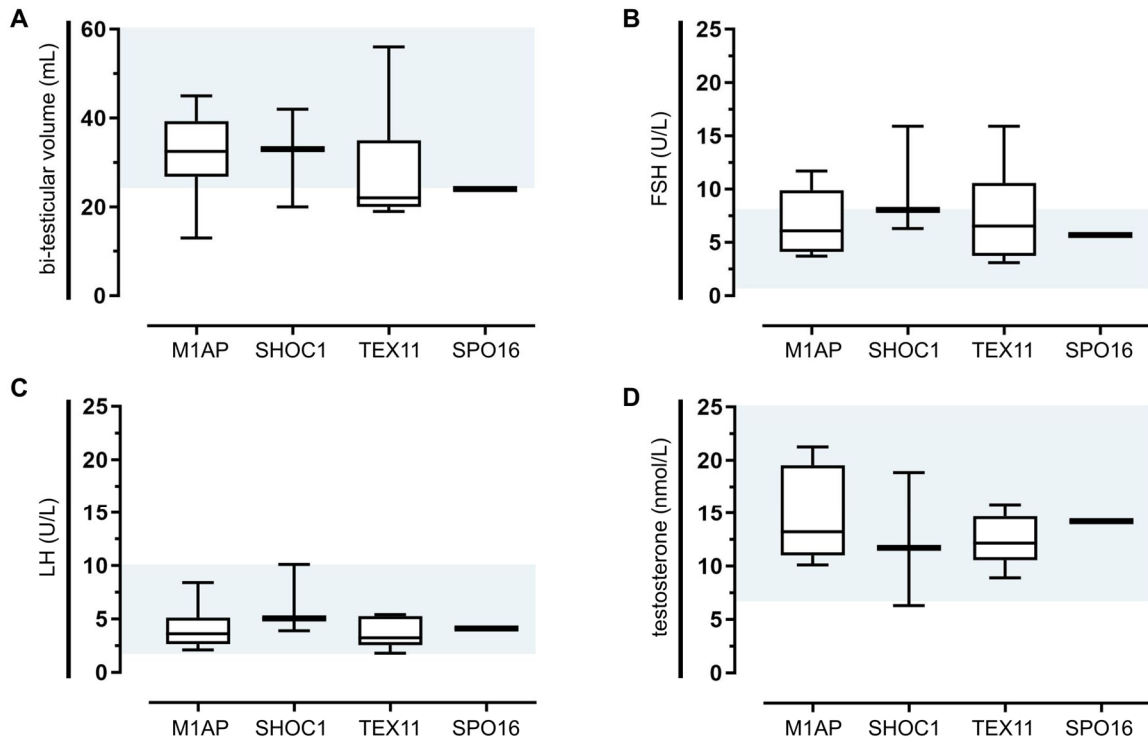 A
bi-testicular volume (mL)
60
40
20
0
M1AP SHOC1 TEX11 SPO16
B
FSH (U/L)
25
20
15
10
5
0
M1AP SHOC1 TEX11 SPO16
C
LH (U/L)
25
20
15
10
5
0
M1AP SHOC1 TEX11 SPO16
D
testosterone (nmol/L)
25
20
15
10
5
0
M1AP SHOC1 TEX11 SPO16